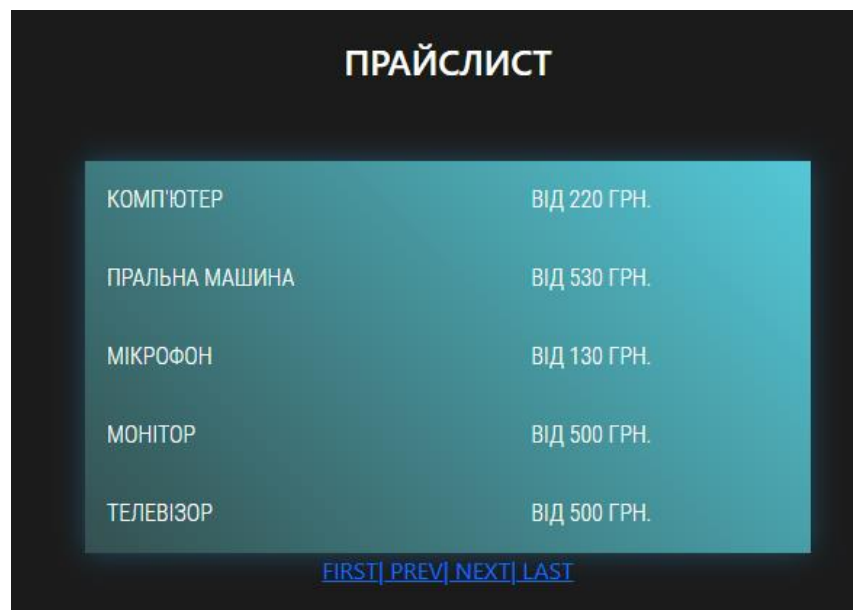 ПРАЙСЛИСТ
КОМП'ЮТЕР ВІД 220 ГРН.
ПРАЛЬНА МАШИНА ВІД 530 ГРН.
МІКРОФОН ВІД 130 ГРН.
МОНІТОР ВІД 500 ГРН.
ТЕЛЕВІЗОР ВІД 500 ГРН.
FIRST| PREV| NEXT| LAST